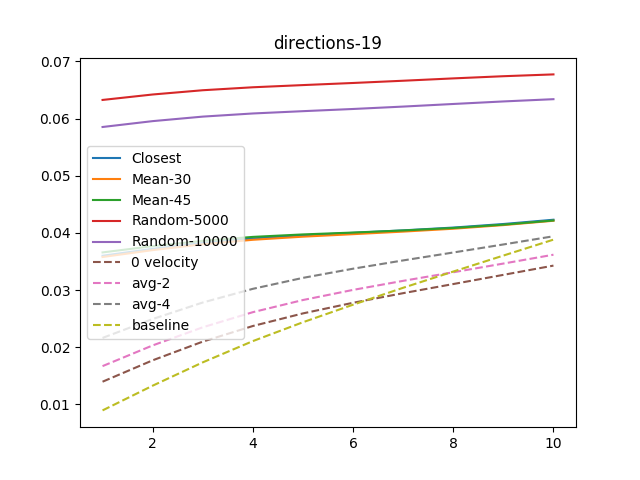 directions-19
0.07
0.06
0.05
0.04
0.03
0.02
0.01
Closest
Mean-30
Mean-45
Random-5000
Random-10000
0 velocity
avg-2
avg-4
baseline
2 4 6 8 10